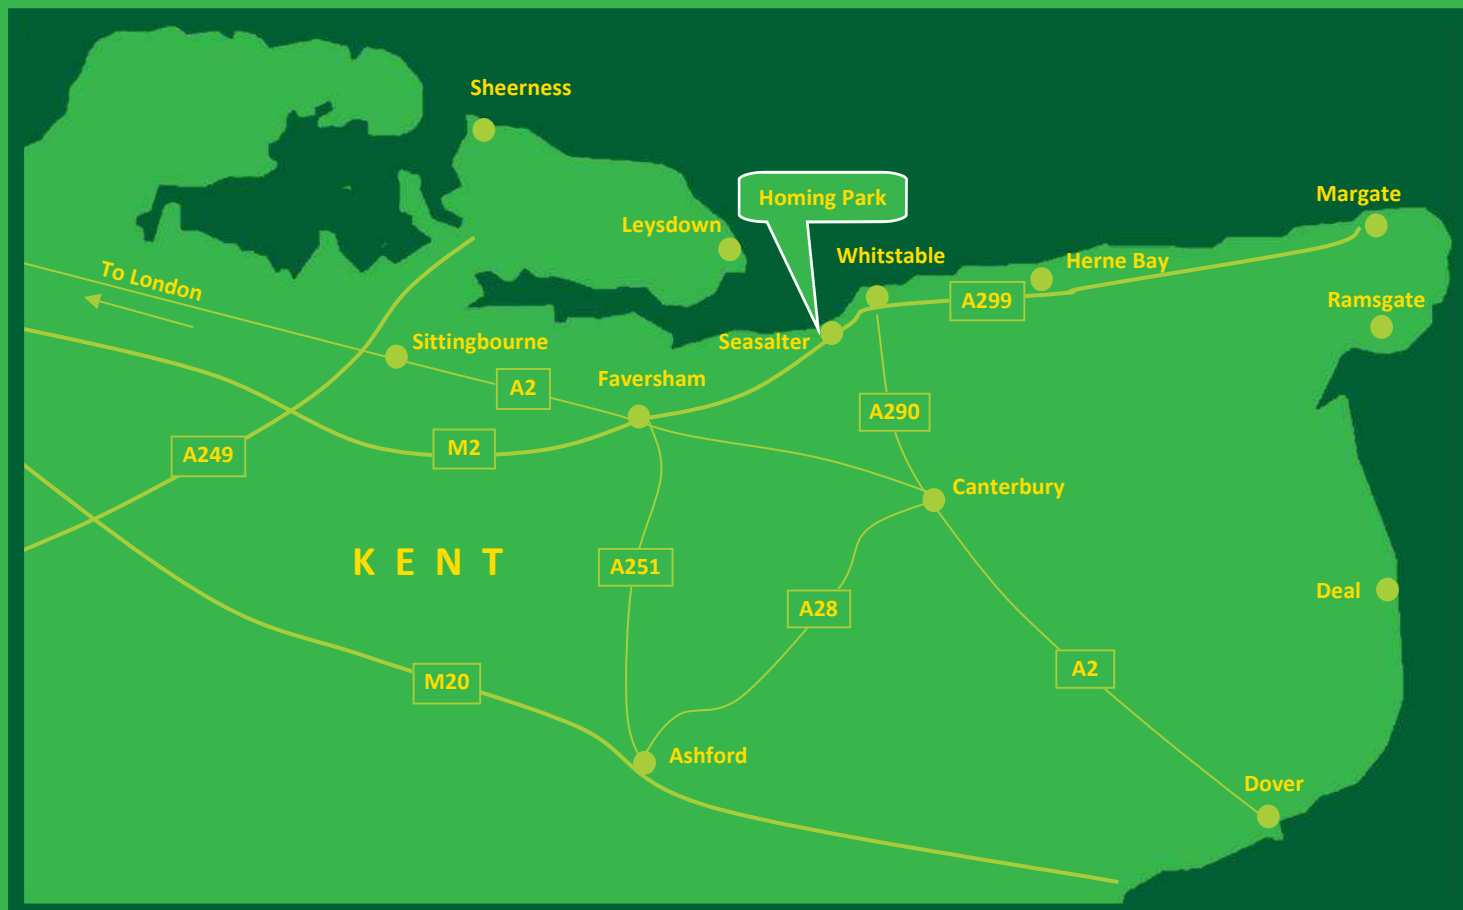 Sheerness
Homing Park
Margate
Leysdown
Whitstable
Herne Bay
To London
A299
Ramsgate
Sittingbourne
Seasalter
Faversham
A2
A290
A249
M2
Canterbury
KENT
A251
Deal
A28
A2
M20
Ashford
Dover